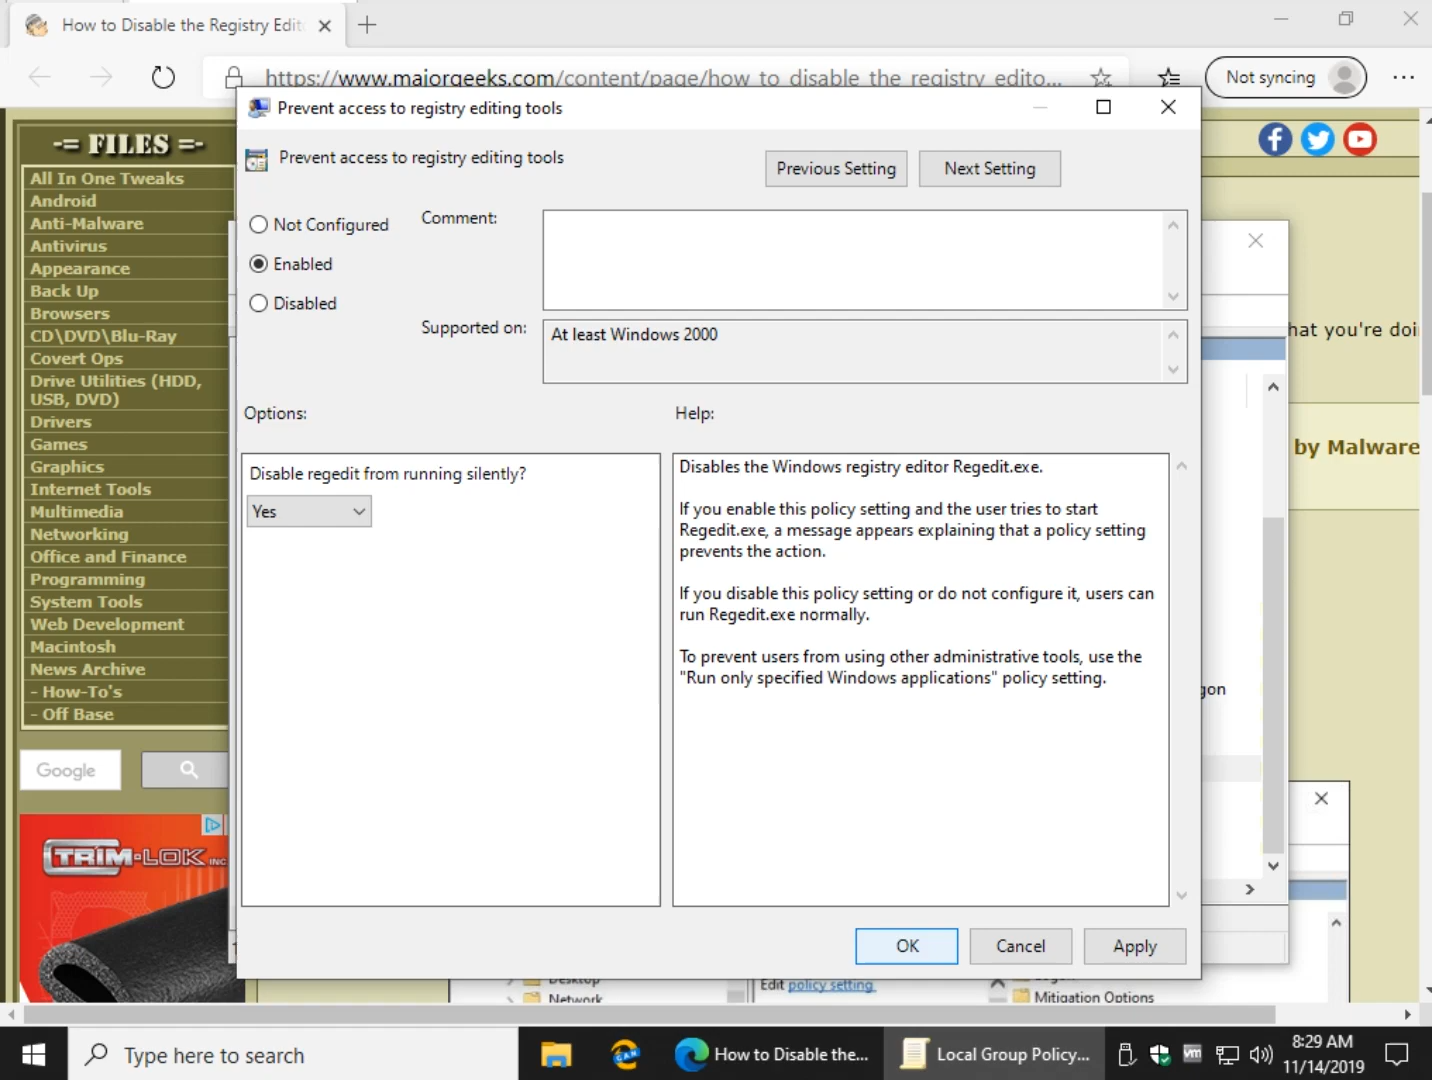 How to Disable the Registry Edit
https://www.majorgeeks.com/content/page/how_to_disable_the_registry_edito...
Not syncing
Prevent access to registry editing tools
Prevent access to registry editing tools
Previous Setting
Next Setting
Not Configured
Enabled
Disabled
Comment:
Supported on:
At least Windows 2000
Options:
Help:
Disable regedit from running silently?
Yes
Disables the Windows registry editor Regedit.exe.
If you enable this policy setting and the user tries to start
Regedit.exe, a message appears explaining that a policy setting
prevents the action.
If you disable this policy setting or do not configure it, users can
run Regedit.exe normally.
To prevent users from using other administrative tools, use the
"Run only specified Windows applications" policy setting.
OK
Cancel
Apply
-= FILES =-
All In One Tweaks
Android
Anti-Malware
Antivirus
Appearance
Back Up
Browsers
CD\DVD\Blu-Ray
Covert Ops
Drive Utilities (HDD,
USB, DVD)
Drivers
Games
Graphics
Internet Tools
Multimedia
Networking
Office and Finance
Programming
System Tools
Web Development
Macintosh
News Archive
- How-To's
- Off Base
Google
TRIM-LOK INC
hat you're doi
by Malware
gon
Desktop
Network
Edit policy setting
Mitigation Options
Type here to search
How to Disable the...
Local Group Policy...
vm
8:29 AM
11/14/2019